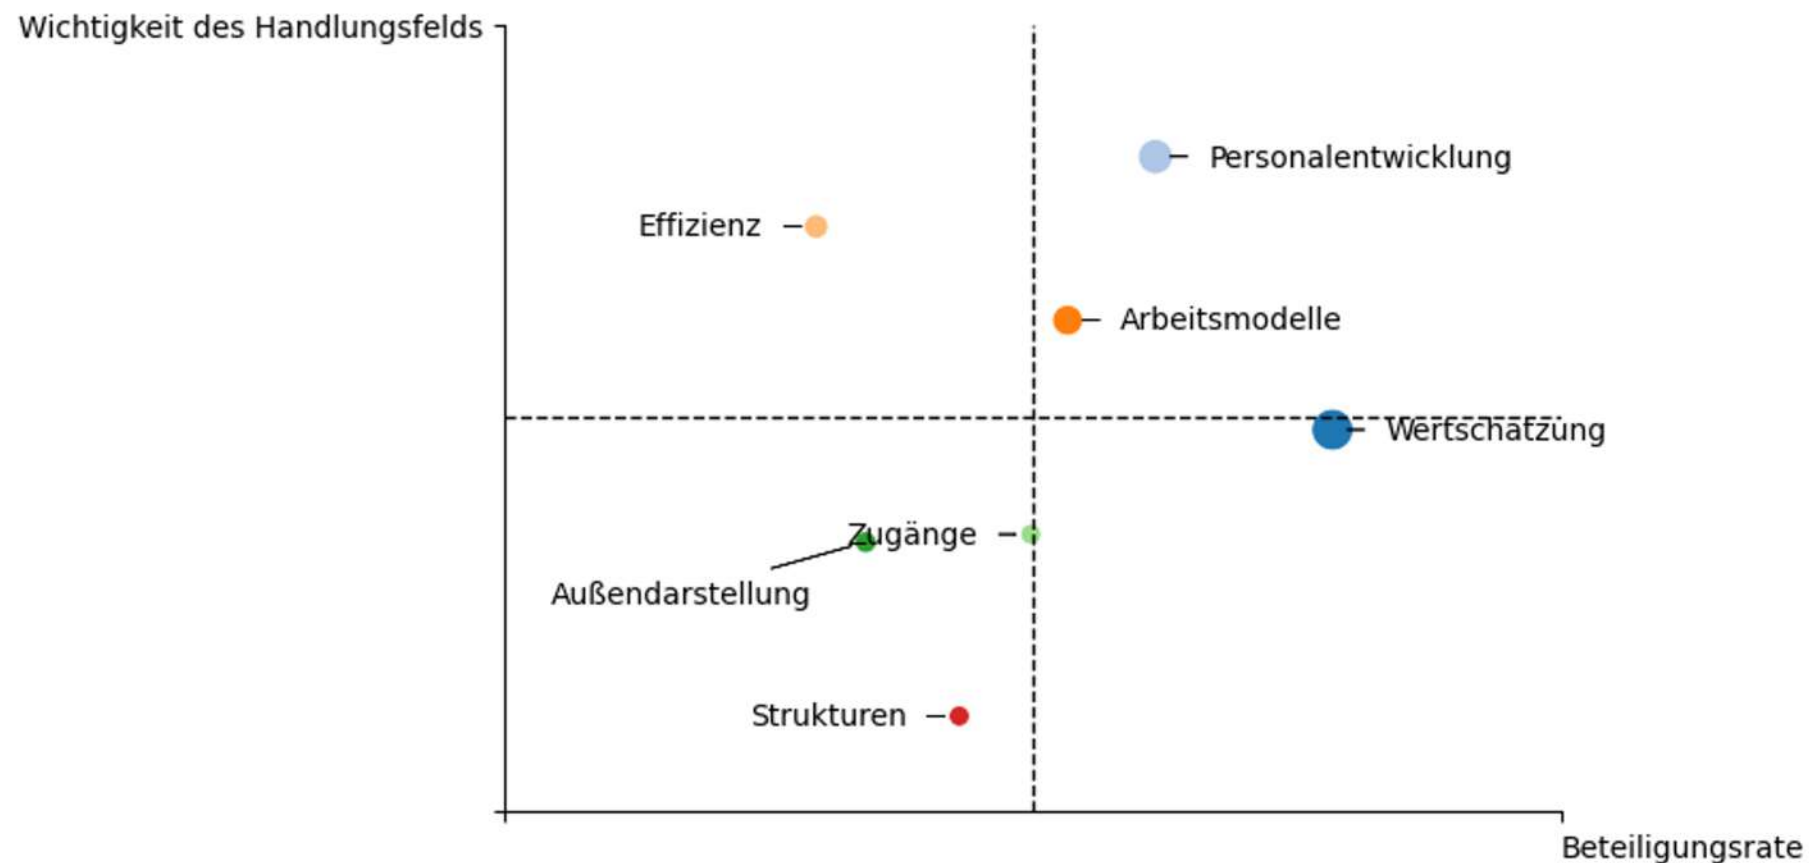 Wichtigkeit des Handlungsfelds
Personalentwicklung
Effizienz
Arbeitsmodelle
Wertschätzung
Zugänge
Außendarstellung
Strukturen
Beteiligungsrate